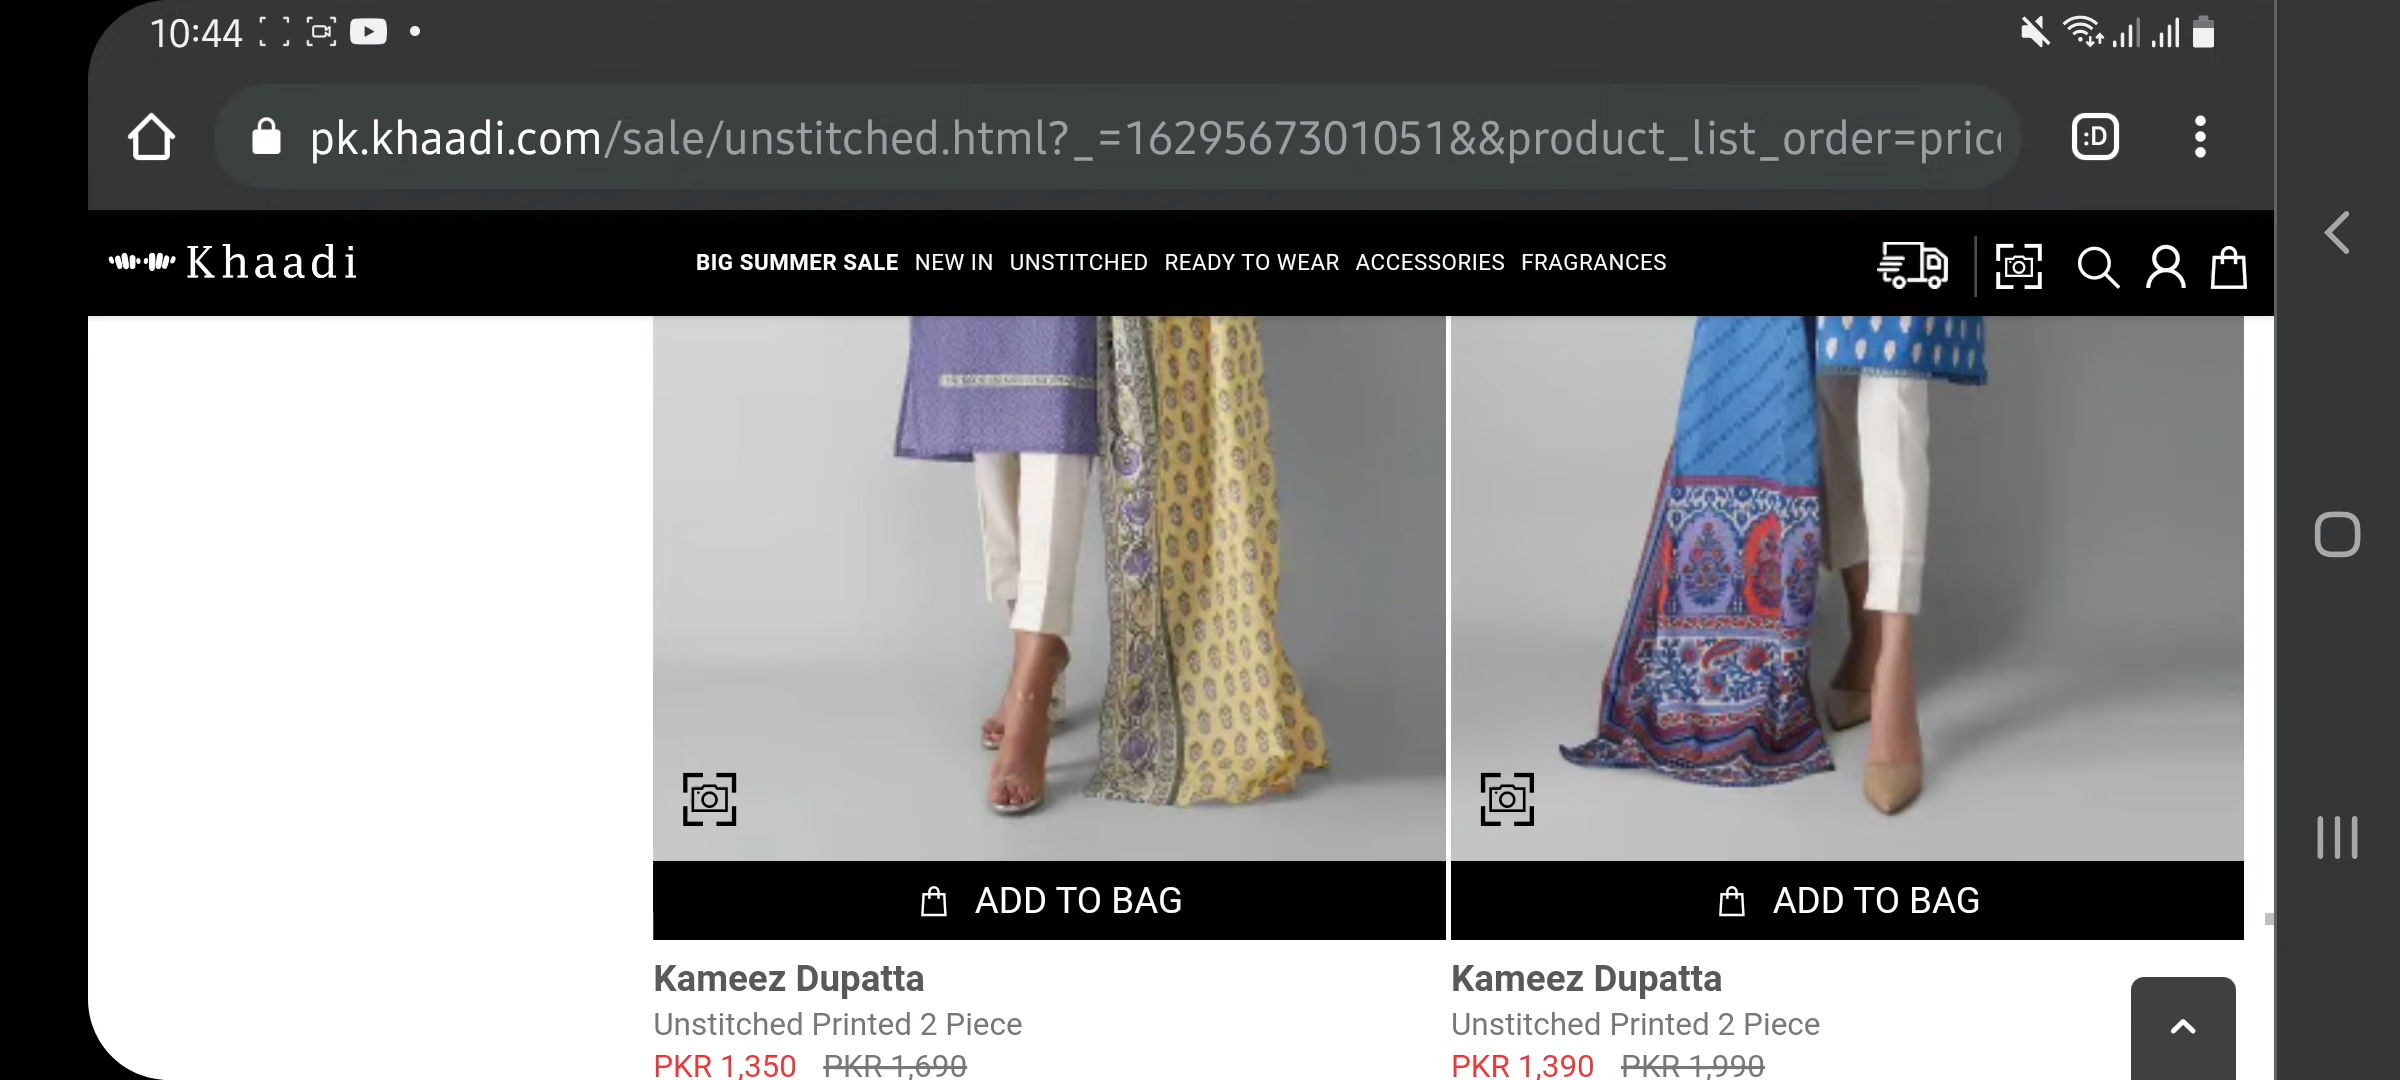 10:44
:D
pk.khaadi.com/sale/unstitched.html?_=1629567301051&&product_list_order=pric
Khaadi
BIG SUMMER SALE NEW IN UNSTITCHED READY TO WEAR ACCESSORIES FRAGRANCES
ADD TO BAG
ADD TO BAG
Kameez Dupatta
Unstitched Printed 2 Piece
PKR 1,350 PKR 1,690
Kameez Dupatta
Unstitched Printed 2 Piece
PKR 1,390 PKR 1,990